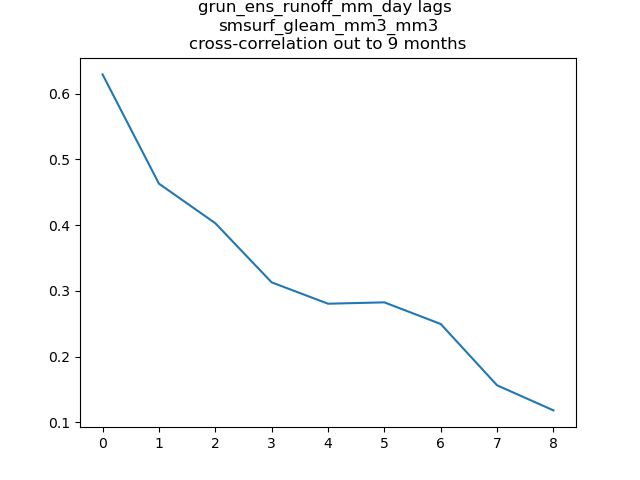 grun_ens_runoff_mm_day lags
smsurf_gleam_mm3_mm3
cross-correlation out to 9 months
0.6
0.5
0.4
0.3
0.2
0.1
0 1 2 3 4 5 6 7 8